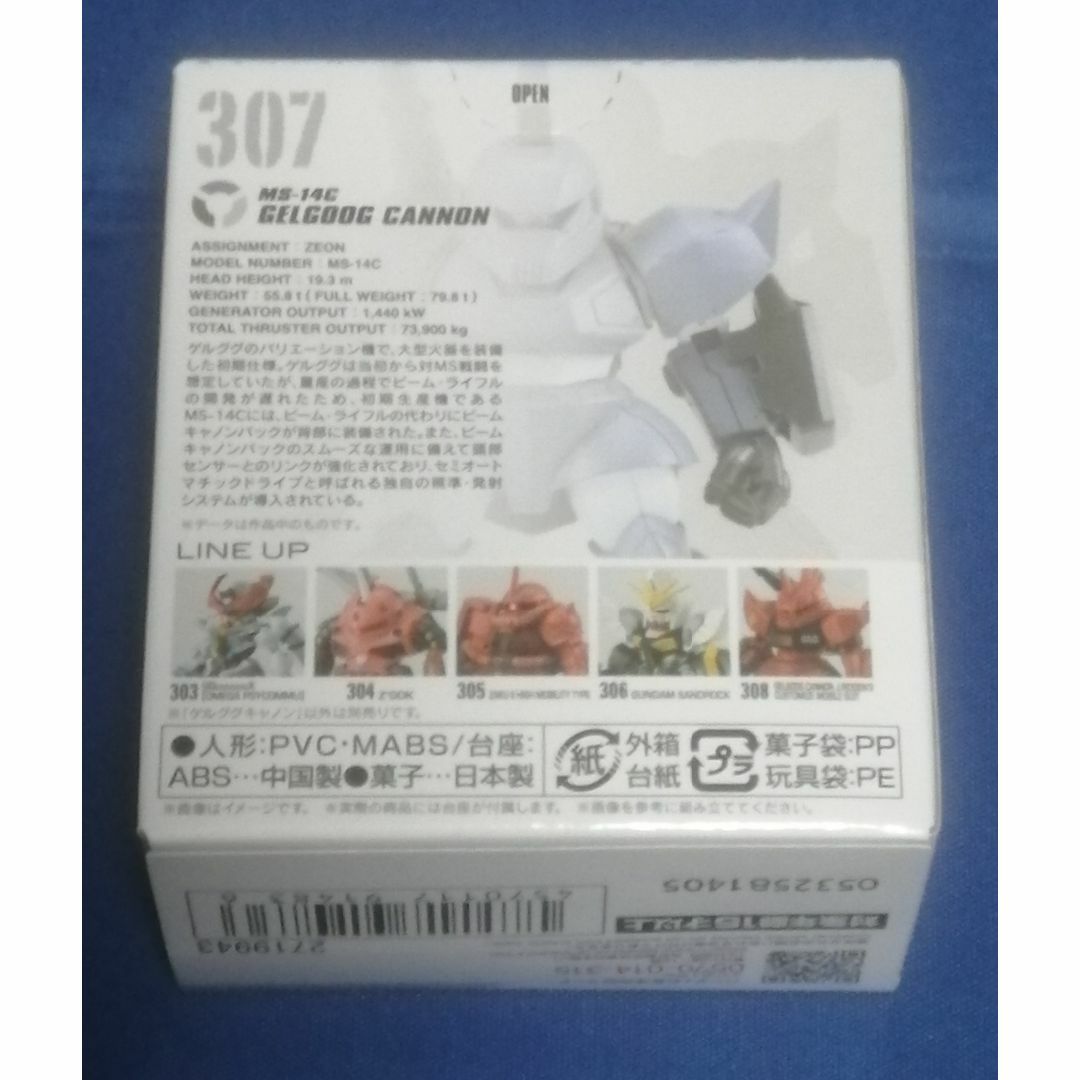 OPEN
307
MS-14C
GELGOOG CANNON
ASSIGNMENT : ZEON
MODEL NUMBER : MS-14C
HEAD HEIGHT : 19.3 m
WEIGHT : 55.8 t ( FULL WEIGHT : 79.8 t )
GENERATOR OUTPUT : 1,440 kW
TOTAL THRUSTER OUTPUT : 73,900 kg
ゲルググのバリエーション機で、大型火器を装備
した初期仕様。ゲルググは当初から対MS戦闘を
想定していたが、量産の過程でビーム・ライフル
の開発が遅れたため、初期生産機である
MS-14Cには、ビーム・ライフルの代わりにビーム
キャノンパックが背部に装備された。また、ビーム
キャノンパックのスムーズな運用に備えて頭部
センサーとのリンクが強化されており、セミオート
マチックドライブと呼ばれる独自の照準・発射
システムが導入されている。
※データは作品中のものです。
LINE UP
303 [OMEGA PSYCOMMU]
304 Z'GOK
305
306 GUNDAM SANDROCK
308
※「ゲルググキャノン」以外は別売りです。
●人形:PVC・MABS/台座:
ABS…中国製●菓子…日本製
紙 外箱 台紙
プラ 菓子袋:PP
玩具袋:PE
※画像はイメージです。 ※実際の商品には台座が付属します。 ※画像を参考に組み立ててください。
0532581405
対象年齢15才以上
2719943
0570-014-315